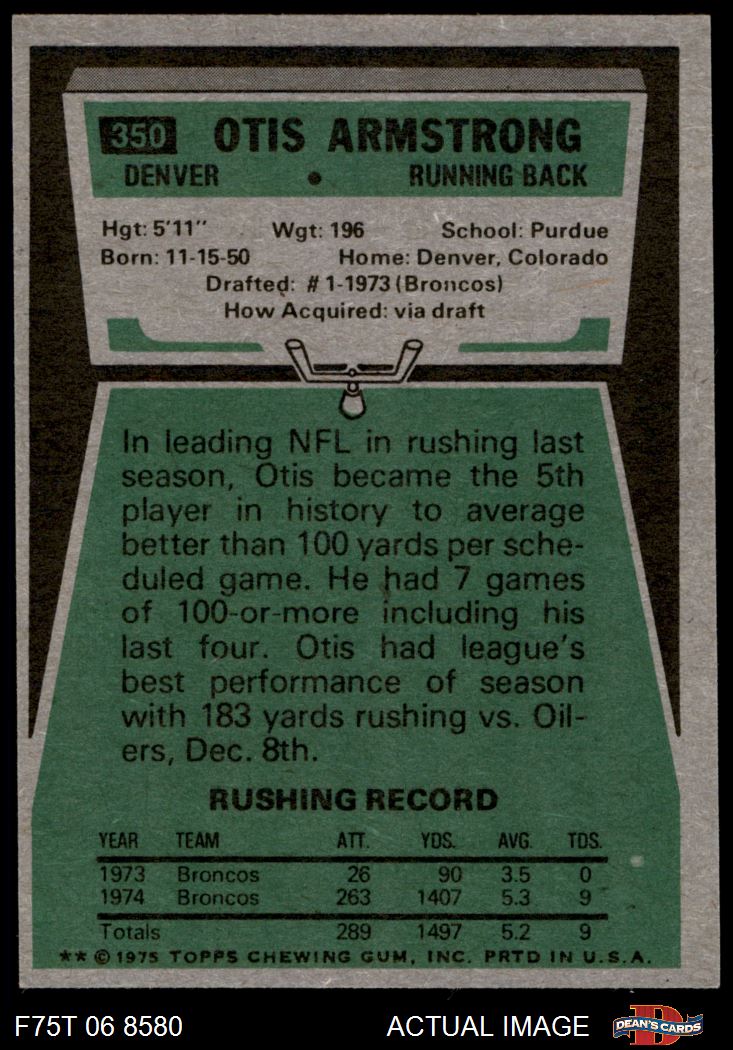 350 OTIS ARMSTRONG
DENVER • RUNNING BACK
Hgt: 5'11" Wgt: 196 School: Purdue
Born: 11-15-50 Home: Denver, Colorado
Drafted: #1-1973 (Broncos)
How Acquired: via draft
In leading NFL in rushing last
season, Otis became the 5th
player in history to average
better than 100 yards per sche-
duled game. He had 7 games
of 100-or-more including his
last four. Otis had league's
best performance of season
with 183 yards rushing vs. Oil-
ers, Dec. 8th.
RUSHING RECORD
YEAR TEAM ATT. YDS. AVG. TDS.
1973 Broncos 26 90 3.5 0
1974 Broncos 263 1407 5.3 9
Totals 289 1497 5.2 9
** © 1975 TOPPS CHEWING GUM, INC. PRTD IN U.S.A.
F75T 06 8580 ACTUAL IMAGE D DEAN'S CARDS